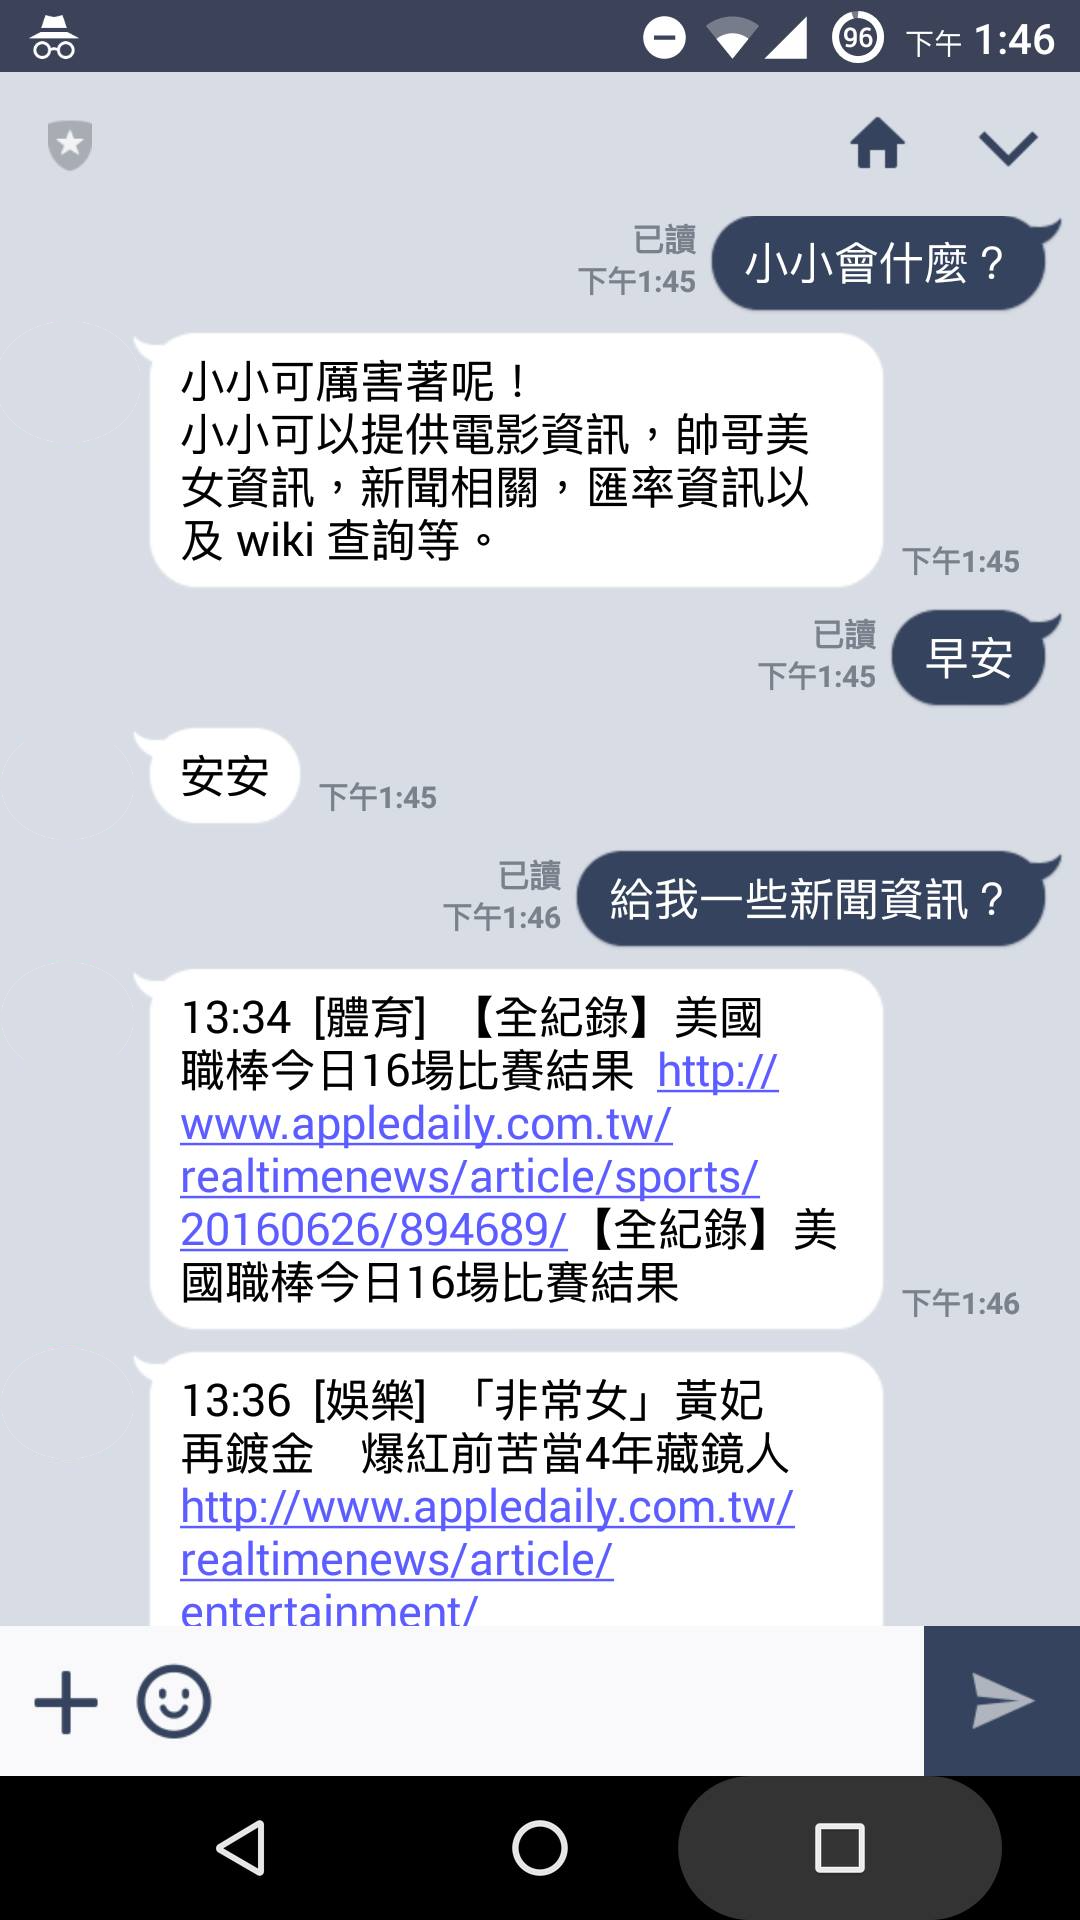 96 下午 1:46
已讀
下午1:45
小小會什麼？
小小可厲害著呢！
小小可以提供電影資訊，帥哥美
女資訊，新聞相關，匯率資訊以
及 wiki 查詢等。
下午1:45
已讀
下午1:45
早安
安安
下午1:45
已讀
下午1:46
給我一些新聞資訊？
13:34 [體育] 【全紀錄】美國
職棒今日16場比賽結果 http://
www.appledaily.com.tw/
realtimenews/article/sports/
20160626/894689/【全紀錄】美
國職棒今日16場比賽結果
下午1:46
13:36 [娛樂] 「非常女」黃妃
再鍍金　爆紅前苦當4年藏鏡人
http://www.appledaily.com.tw/
realtimenews/article/
entertainment/